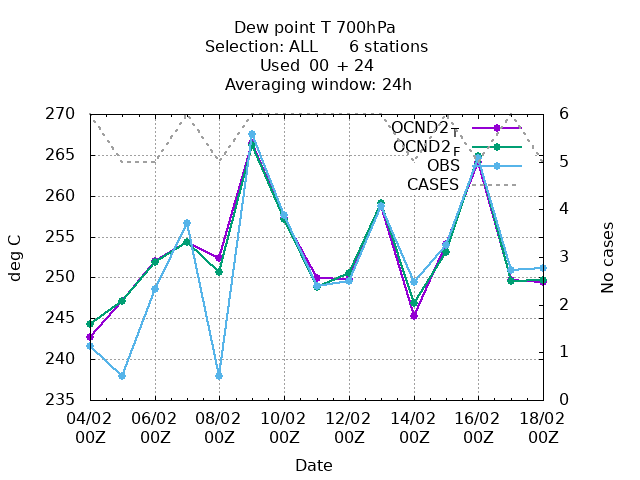 Dew point T 700hPa
Selection: ALL 6 stations
Used 00 + 24
Averaging window: 24h
270 6
OCND2 T
OCND2 F
OBS
CASES
265 5
260 4
255
250 3
245 2
240 1
235 0
deg C
No cases
04/02 06/02 08/02 10/02 12/02 14/02 16/02 18/02
00Z 00Z 00Z 00Z 00Z 00Z 00Z 00Z
Date